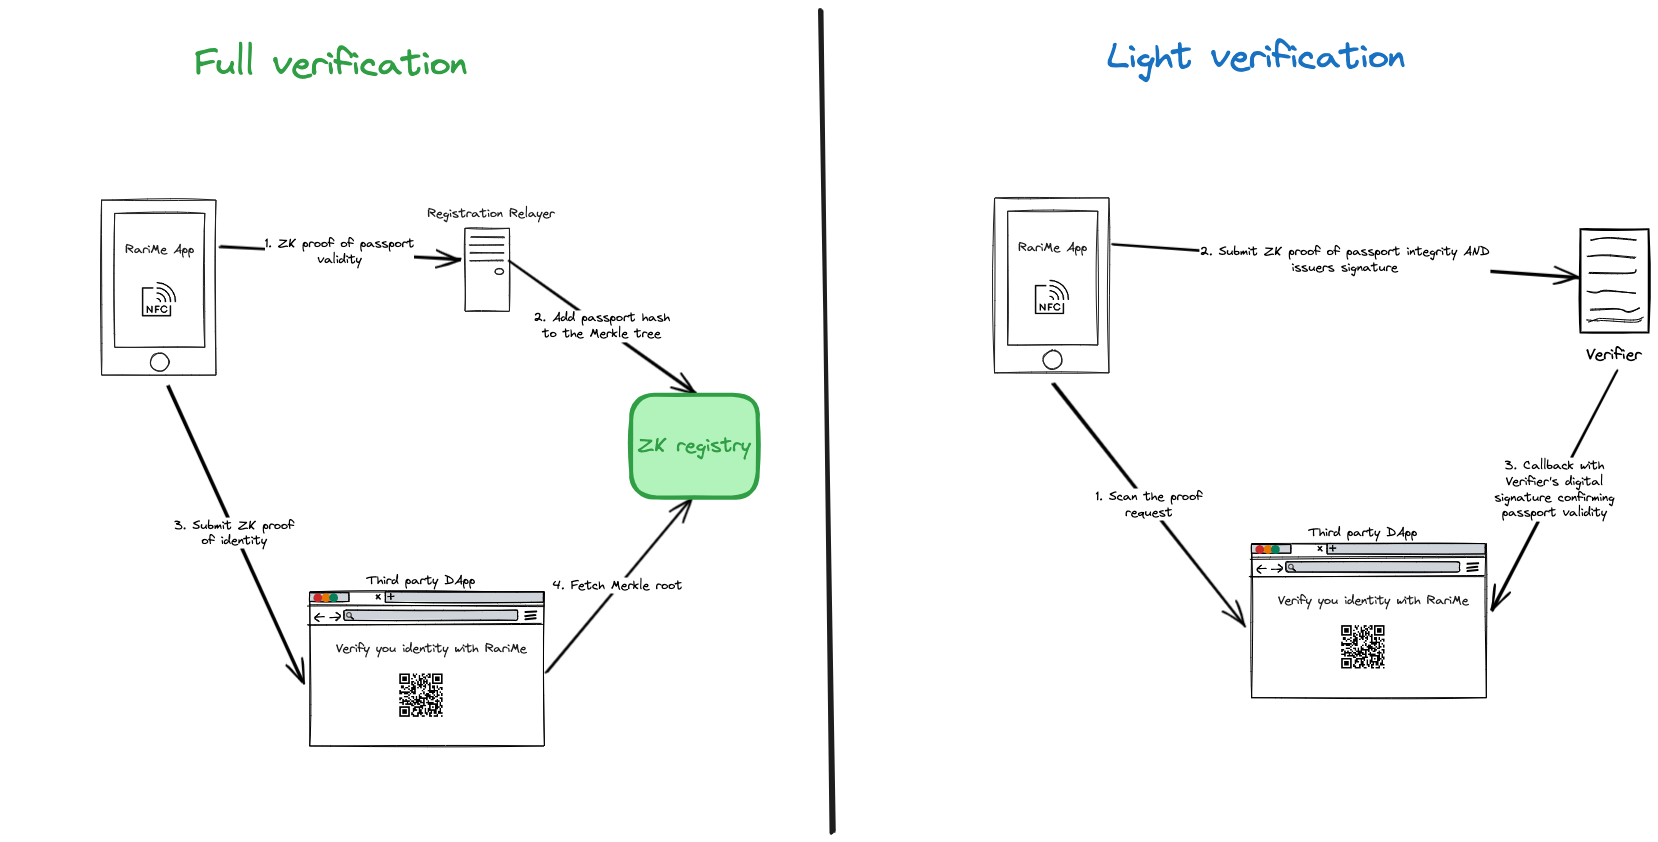 Full verification
Registration Relayer
RariMe App
NFC
1. ZK proof of passport
validity
2. Add passport hash
to the Merkle tree
ZK registry
3. Submit ZK proof
of identity
4. Fetch Merkle root
Third party DApp
Verify you identity with RariMe
Light verification
RariMe App
NFC
2. Submit ZK proof of passport integrity AND
issuers signature
Verifier
1. Scan the proof
request
3. Callback with
Verifier's digital
signature confirming
passport validity
Third party DApp
Verify you identity with RariMe